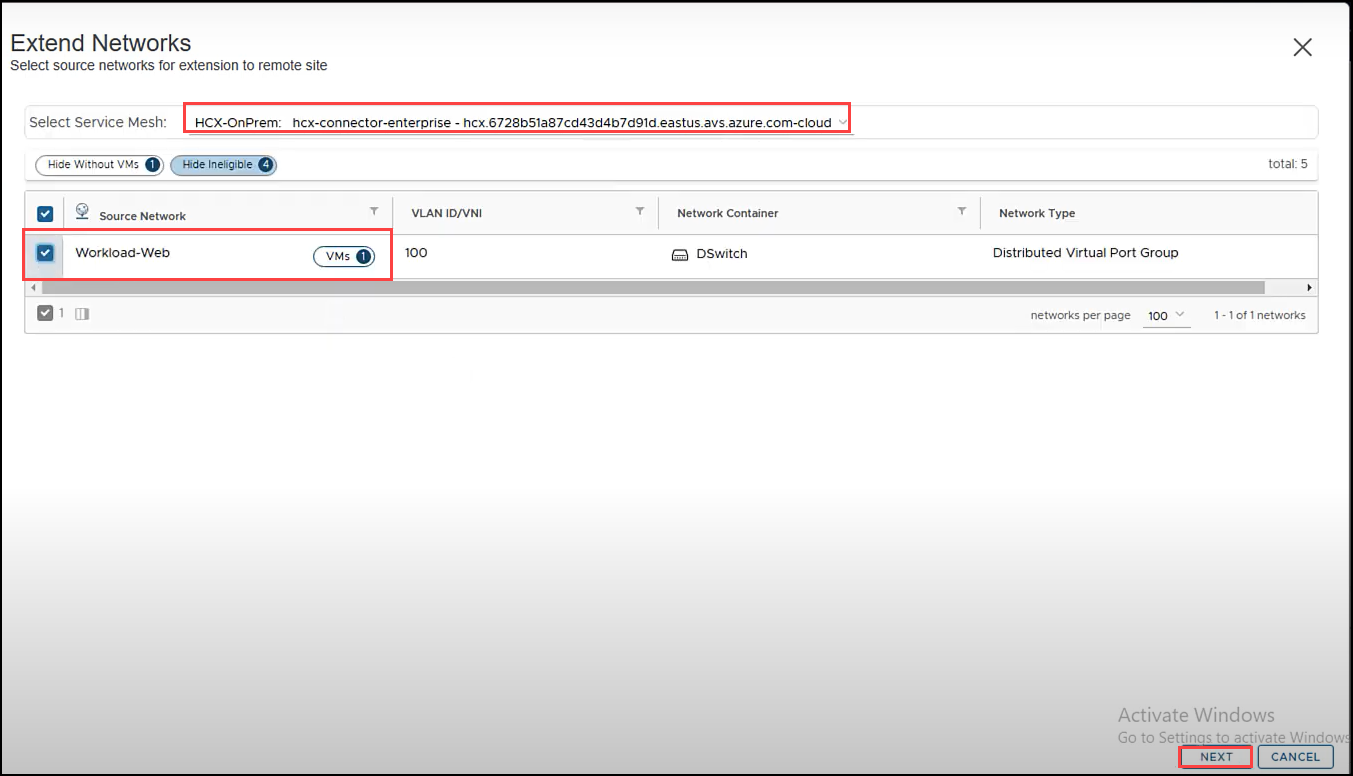 Extend Networks
Select source networks for extension to remote site
Select Service Mesh: HCX-OnPrem: hcx-connector-enterprise - hcx.6728b51a87cd43d4b7d91d.eastus.avs.azure.com-cloud
Hide Without VMs 1 Hide Ineligible 4 total: 5
Source Network VLAN ID/VNI Network Container Network Type
Workload-Web VMs 1 100 DSwitch Distributed Virtual Port Group
1 networks per page 100 1 - 1 of 1 networks
Activate Windows
Go to Settings to activate Windows
NEXT CANCEL